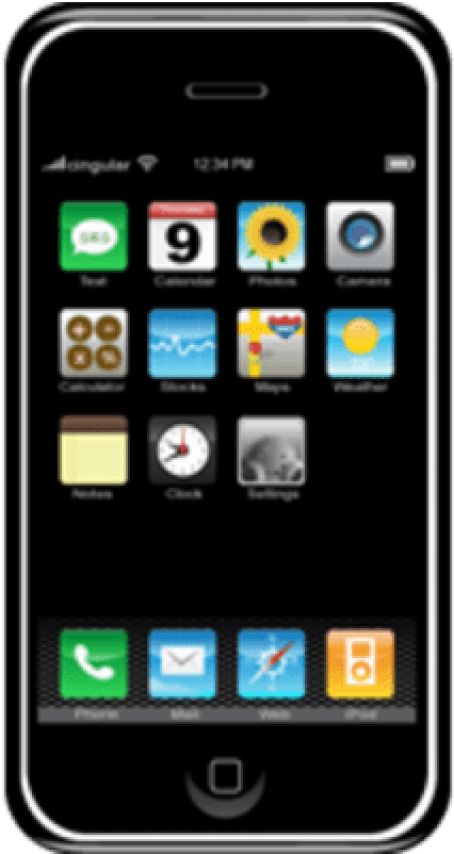 cingular 12:34 PM
SMS
9
Text Calendar Photos Camera
Calculator Stocks Maps Weather
Notes Clock Settings
Phone Mail Web iPod